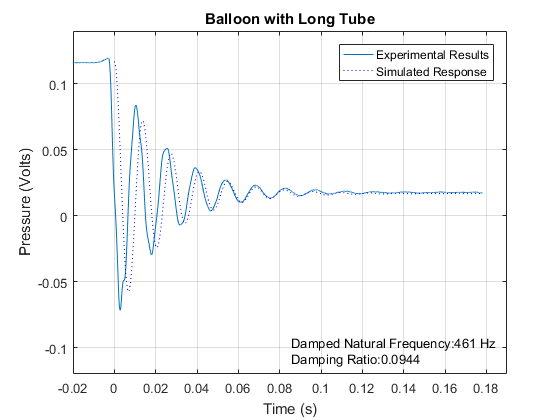 Balloon with Long Tube
Experimental Results
Simulated Response
0.1
0.05
0
-0.05
-0.1
Pressure (Volts)
Damped Natural Frequency:461 Hz
Damping Ratio:0.0944
-0.02 0 0.02 0.04 0.06 0.08 0.1 0.12 0.14 0.16 0.18
Time (s)